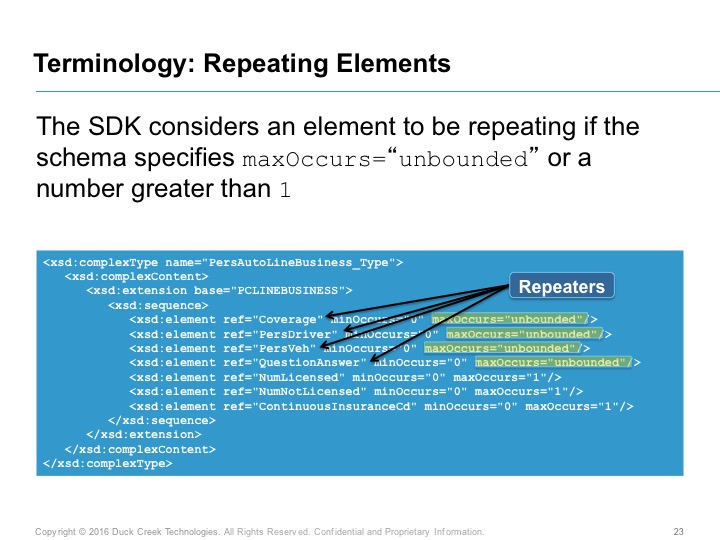 Terminology: Repeating Elements
The SDK considers an element to be repeating if the
schema specifies maxOccurs=“unbounded” or a
number greater than 1
<xsd:complexType name="PersAutoLineBusiness_Type">
<xsd:complexContent>
<xsd:extension base="PCLINEBUSINESS">
Repeaters
<xsd:sequence>
<xsd:element ref="Coverage" minOccurs="0" maxOccurs="unbounded"/>
<xsd:element ref="PersDriver" minOccurs="0" maxOccurs="unbounded"/>
<xsd:element ref="PersVeh" minOccurs="0" maxOccurs="unbounded"/>
<xsd:element ref="QuestionAnswer" minOccurs="0" maxOccurs="unbounded"/>
<xsd:element ref="NumLicensed" minOccurs="0" maxOccurs="1"/>
<xsd:element ref="NumNotLicensed" minOccurs="0" maxOccurs="1"/>
<xsd:element ref="ContinuousInsuranceCd" minOccurs="0" maxOccurs="1"/>
</xsd:sequence>
</xsd:extension>
</xsd:complexContent>
</xsd:complexType>
Copyright © 2016 Duck Creek Technologies. All Rights Reserved. Confidential and Proprietary Information.
23